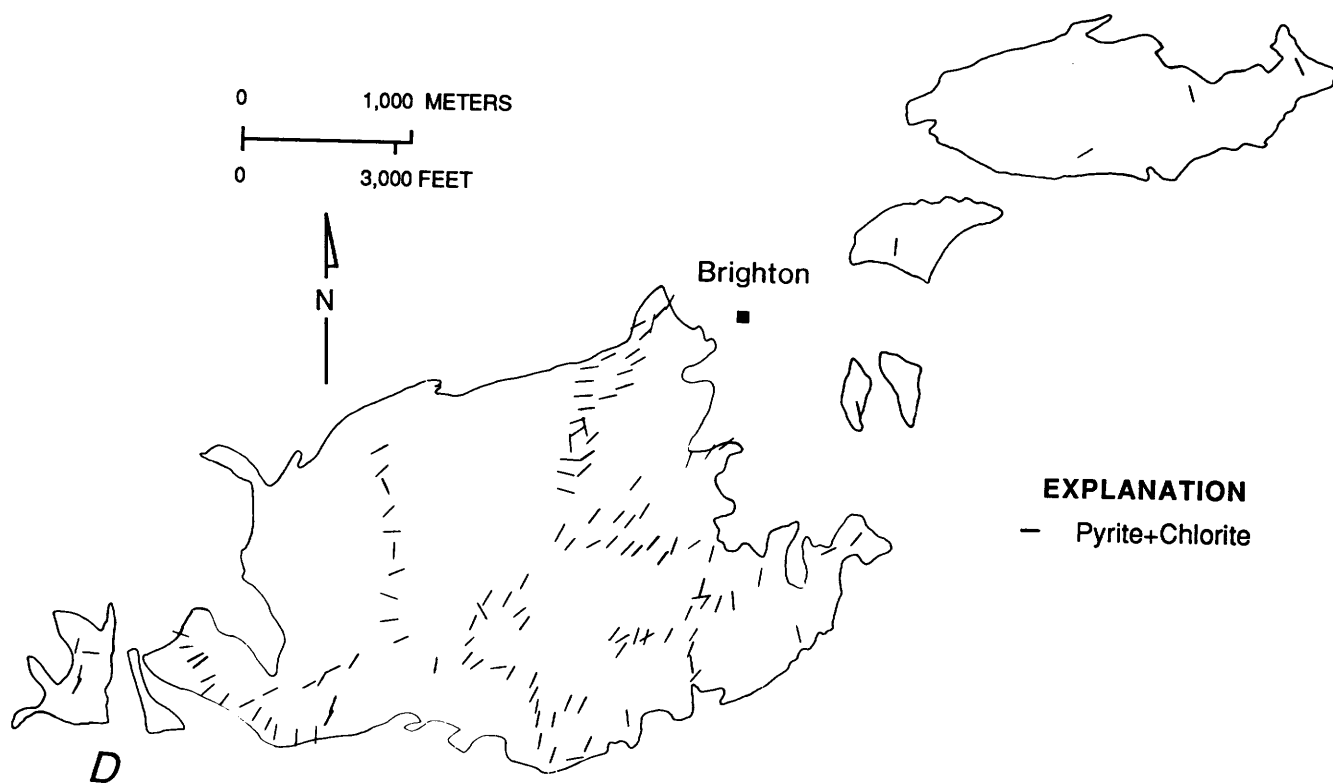 0 1,000 METERS
0 3,000 FEET
N
Brighton
EXPLANATION
Pyrite+Chlorite
D